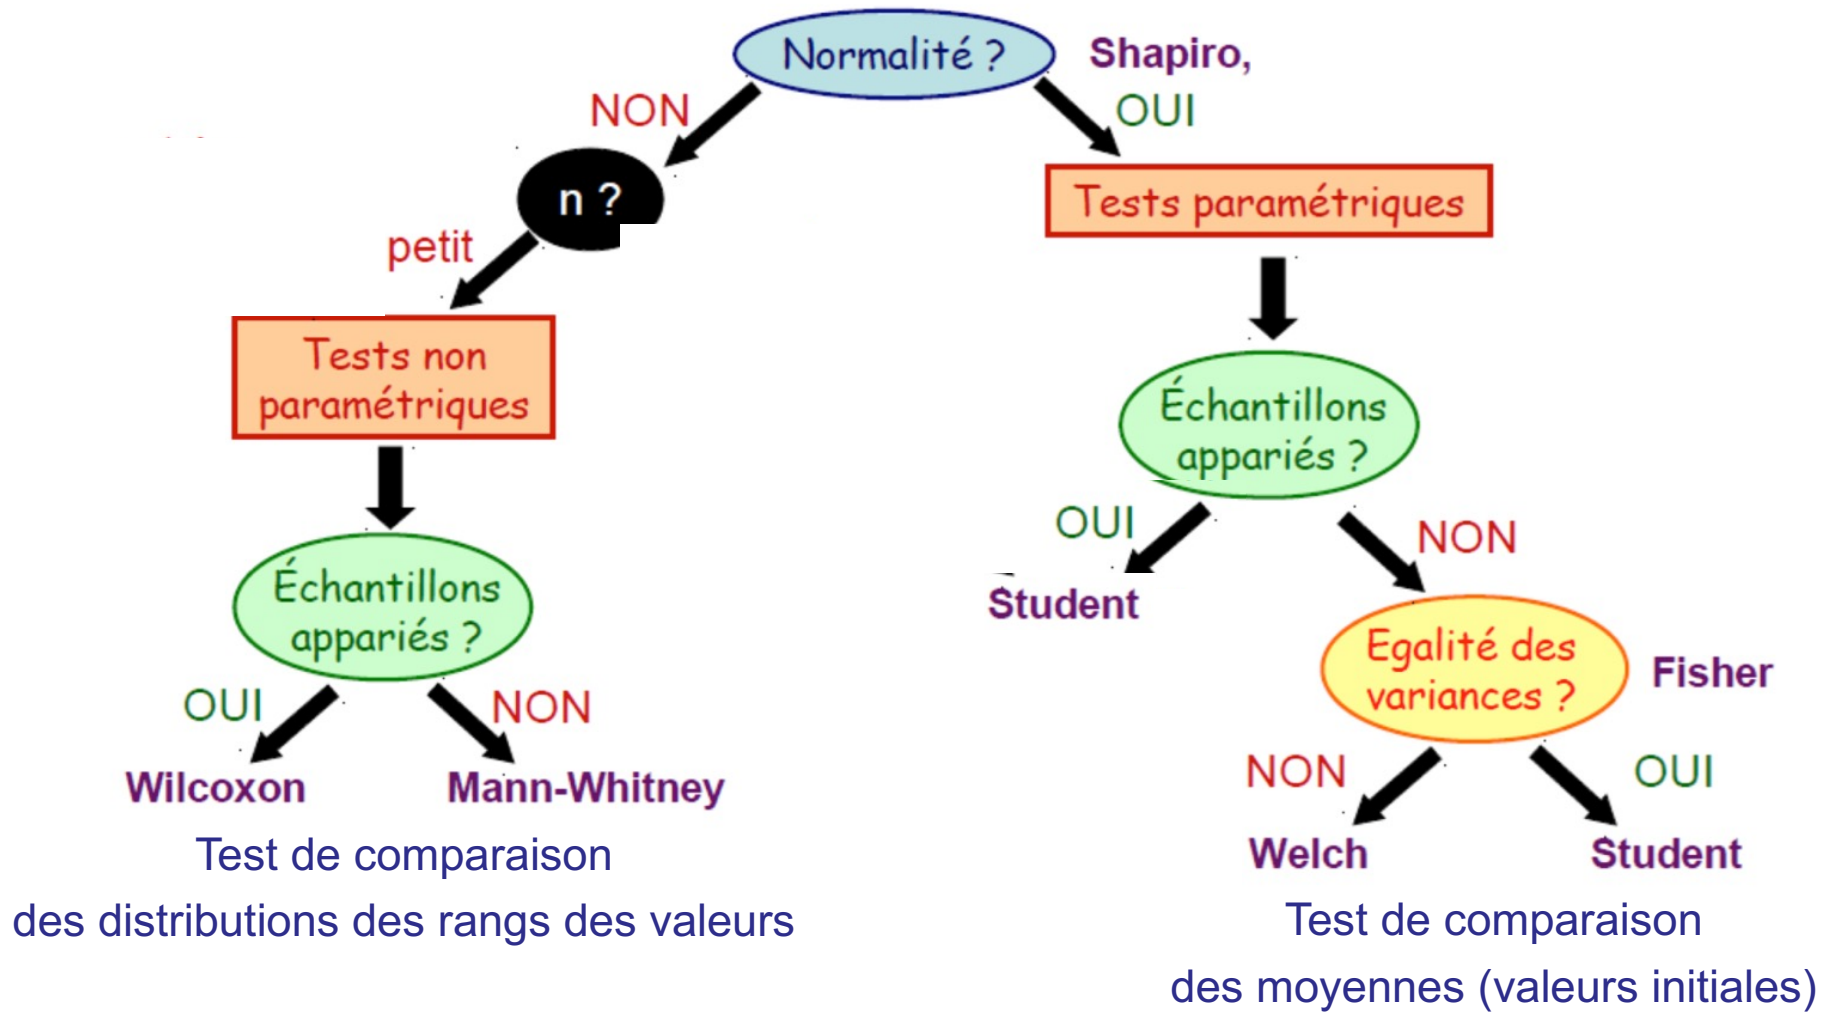 Normalité ?
Shapiro,
NON
OUI
n ?
Tests paramétriques
petit
Tests non
paramétriques
Échantillons
appariés ?
OUI
NON
Student
Échantillons
appariés ?
Egalité des
variances ?
Fisher
OUI
NON
NON
OUI
Wilcoxon
Mann-Whitney
Welch
Student
Test de comparaison
des distributions des rangs des valeurs
Test de comparaison
des moyennes (valeurs initiales)